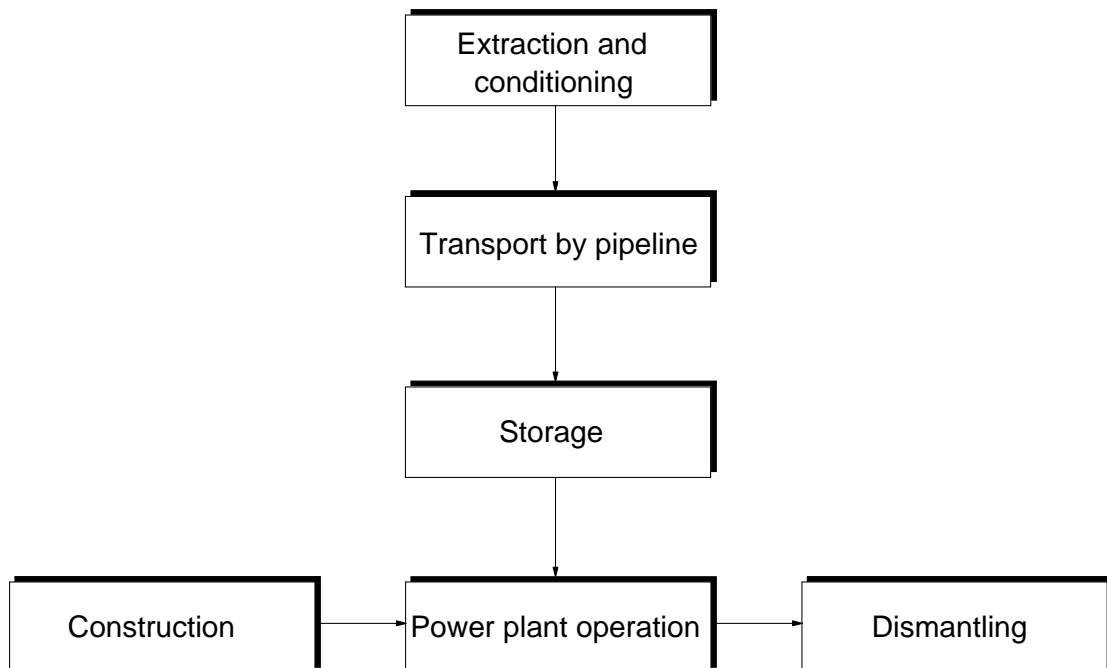 Extraction and
conditioning
Transport by pipeline
Storage
Construction
Power plant operation
Dismantling